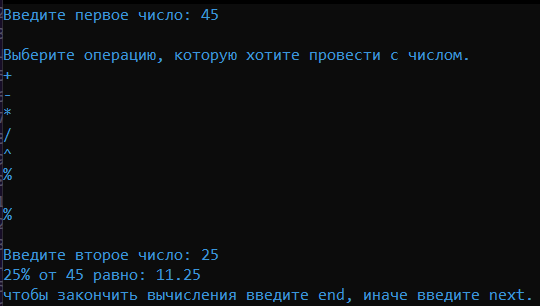 Введите первое число: 45
Выберите операцию, которую хотите провести с числом.
+
-
*
/
^
%
%
Введите второе число: 25
25% от 45 равно: 11.25
чтобы закончить вычисления введите end, иначе введите next.